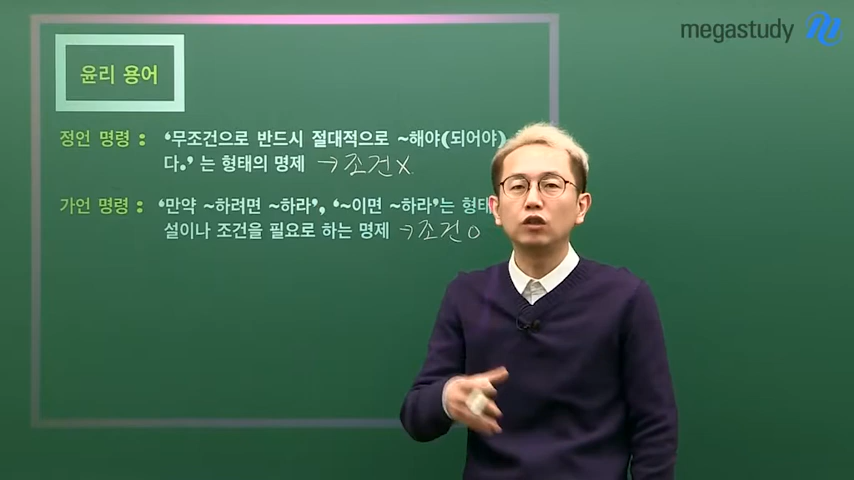 megastudy
윤리 용어
정언 명령 : ‘무조건으로 반드시 절대적으로 ~해야(되어야)
다.’ 는 형태의 명제 → 조건X
가언 명령 : ‘만약 ~하려면 ~하라’, ‘~이면 ~하라’는 형태
설이나 조건을 필요로 하는 명제 → 조건O